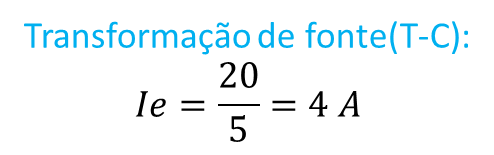 Transformação de fonte(T-C):
Ie = 20/5 = 4 A